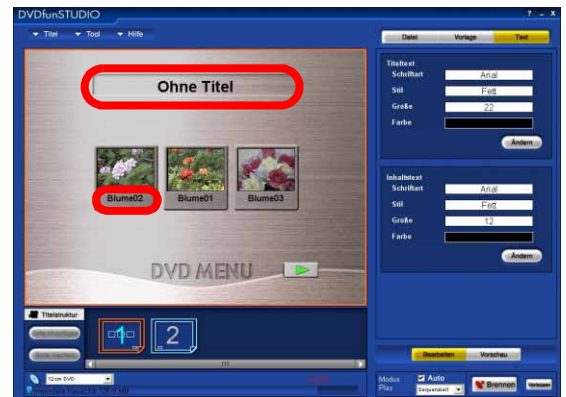 DVDfunSTUDIO
? - X
Titel Tool Hilfe
Datei Vorlage Text
Ohne Titel
Blume02 Blume01 Blume03
DVD MENU
Titeltext
Schriftart Arial
Stil Fett
Größe 22
Farbe
Ändern
Inhaltstext
Schriftart Arial
Stil Fett
Größe 12
Farbe
Ändern
Titelstruktur
1 2
Bearbeiten Vorschau
12cm DVD
Modus Auto
Play Sequentiell
Brennen Verlassen